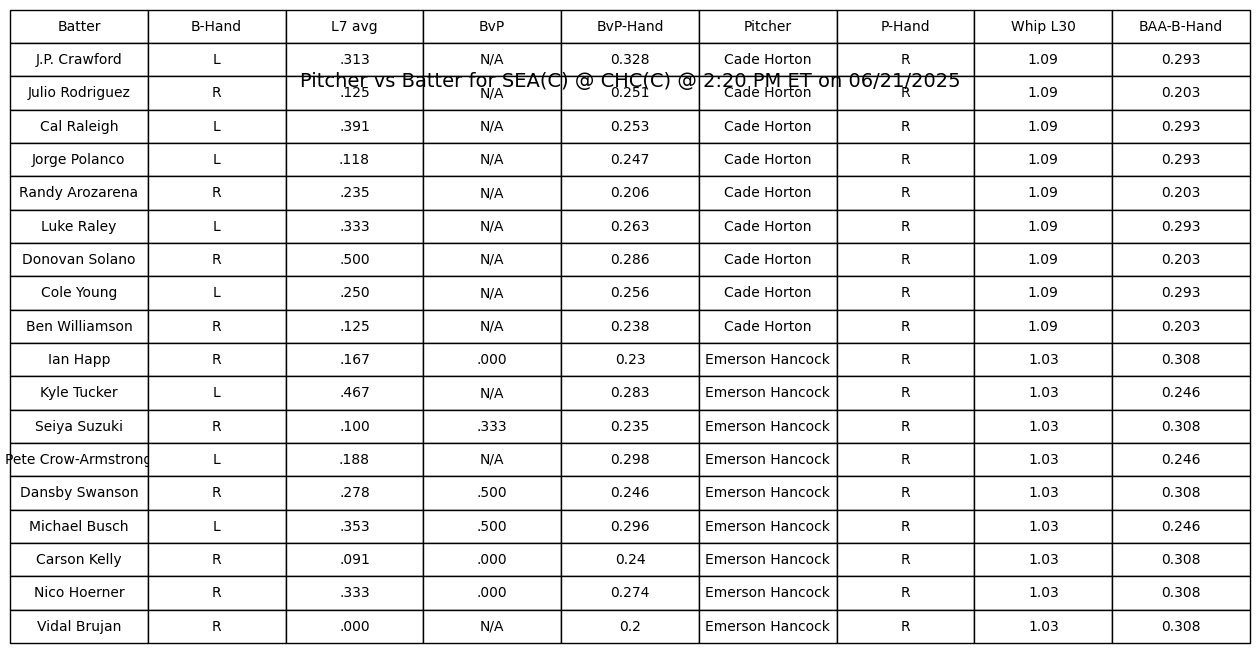 Batter B-Hand L7 avg BvP BvP-Hand Pitcher P-Hand Whip L30 BAA-B-Hand
J.P. Crawford L .313 N/A 0.328 Cade Horton R 1.09 0.293
Pitcher vs Batter for SEA(C) @ CHC(C) @ 2:20 PM ET on 06/21/2025
Julio Rodriguez R .125 N/A 0.251 Cade Horton R 1.09 0.203
Cal Raleigh L .391 N/A 0.253 Cade Horton R 1.09 0.293
Jorge Polanco L .118 N/A 0.247 Cade Horton R 1.09 0.293
Randy Arozarena R .235 N/A 0.206 Cade Horton R 1.09 0.203
Luke Raley L .333 N/A 0.263 Cade Horton R 1.09 0.293
Donovan Solano R .500 N/A 0.286 Cade Horton R 1.09 0.203
Cole Young L .250 N/A 0.256 Cade Horton R 1.09 0.293
Ben Williamson R .125 N/A 0.238 Cade Horton R 1.09 0.203
Ian Happ R .167 .000 0.23 Emerson Hancock R 1.03 0.308
Kyle Tucker L .467 N/A 0.283 Emerson Hancock R 1.03 0.246
Seiya Suzuki R .100 .333 0.235 Emerson Hancock R 1.03 0.308
Pete Crow-Armstrong L .188 N/A 0.298 Emerson Hancock R 1.03 0.246
Dansby Swanson R .278 .500 0.246 Emerson Hancock R 1.03 0.308
Michael Busch L .353 .500 0.296 Emerson Hancock R 1.03 0.246
Carson Kelly R .091 .000 0.24 Emerson Hancock R 1.03 0.308
Nico Hoerner R .333 .000 0.274 Emerson Hancock R 1.03 0.308
Vidal Brujan R .000 N/A 0.2 Emerson Hancock R 1.03 0.308